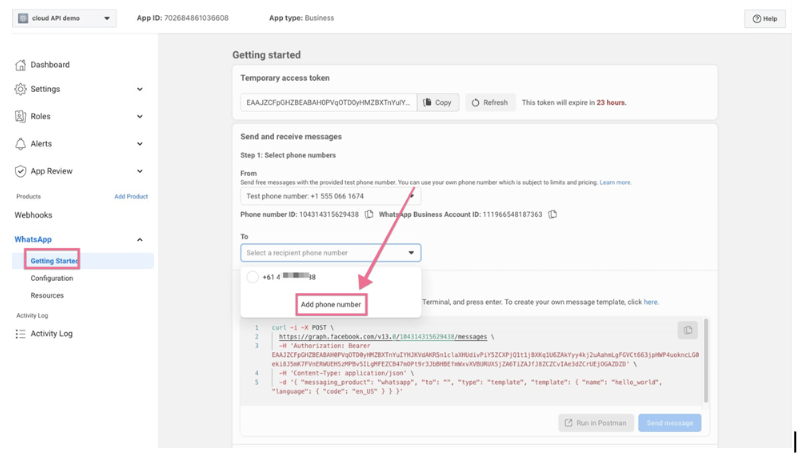 cloud API demo
App ID: 702684861036608
App type: Business
Help
Dashboard
Settings
Roles
Alerts
App Review
Products
Add Product
Webhooks
WhatsApp
Getting Started
Configuration
Resources
Activity Log
Activity Log
Getting started
Temporary access token
Copy
Refresh
This token will expire in 23 hours.
Send and receive messages
Step 1: Select phone numbers
From
Send free messages with the provided test phone number. You can use your own phone number which is subject to limits and pricing. Learn more.
Test phone number: +1 555 066 1674
Phone number ID: 104314315629438 WhatsApp Business Account ID: 111966548187363
To
Select a recipient phone number
+61 4
Add phone number
Terminal, and press enter. To create your own message template, click here.
1 curl -i -X POST \
2 https://graph.facebook.com/v13.0/104314315629438/messages \
3 -H 'Authorization: Bearer
4 -H 'Content-Type: application/json' \
5 -d '{ "messaging_product": "whatsapp", "to": "", "type": "template", "template": { "name": "hello_world",
"language": { "code": "en_US" } } }'
Run in Postman
Send message